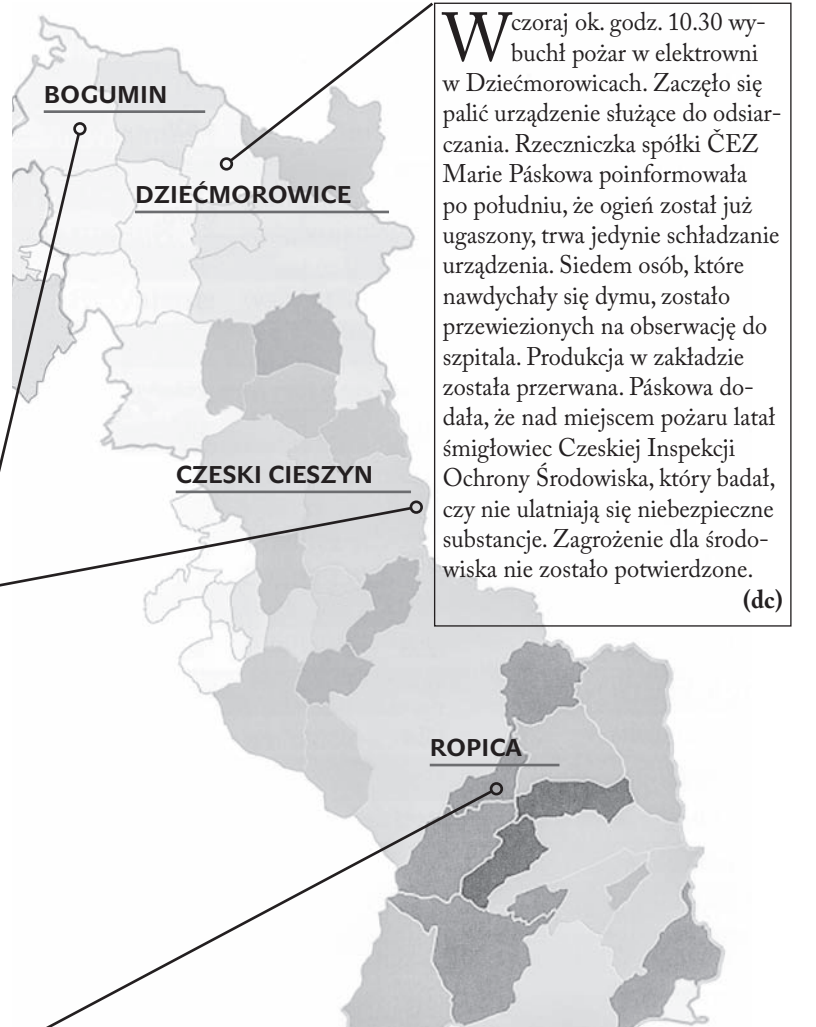 BOGUMIN
DZIEĆMOROWICE
CZESKI CIESZYN
ROPICA
Wczoraj ok. godz. 10.30 wy-
buchł pożar w elektrowni
w Dziećmorowicach. Zaczęło się
palić urządzenie służące do odsiar-
czania. Rzeczniczka spółki ČEZ
Marie Páskowa poinformowała
po południu, że ogień został już
ugaszony, trwa jedynie schładzanie
urządzenia. Siedem osób, które
nawdychały się dymu, zostało
przewiezionych na obserwację do
szpitala. Produkcja w zakładzie
została przerwana. Páskowa do-
dała, że nad miejscem pożaru latał
śmigłowiec Czeskiej Inspekcji
Ochrony Środowiska, który badał,
czy nie ulatniają się niebezpieczne
substancje. Zagrożenie dla środo-
wiska nie zostało potwierdzone.
(dc)